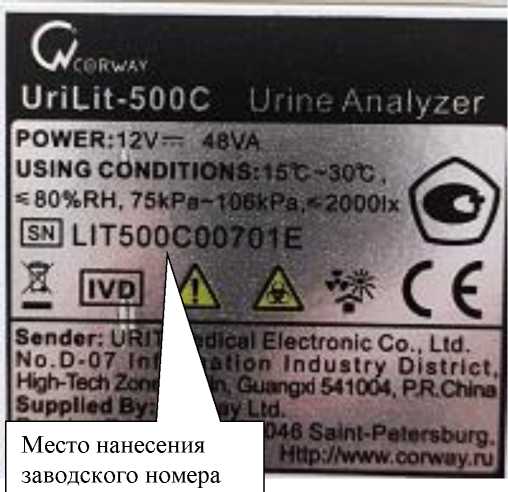 CORWAY
UriLit-500C Urine Analyzer
POWER:12V⎓ 48VA
USING CONDITIONS:15℃~30℃,
≤80%RH, 75kPa~106kPa,≤2000lx
SN LIT500C00701E
IVD CE
Sender: URIT Medical Electronic Co., Ltd.
No.D-07 Information Industry District,
High-Tech Zone, Guangxi 541004, P.R.China
Supplied By: Ltd.
046 Saint-Petersburg,
Http://www.corway.ru
Место нанесения
заводского номера